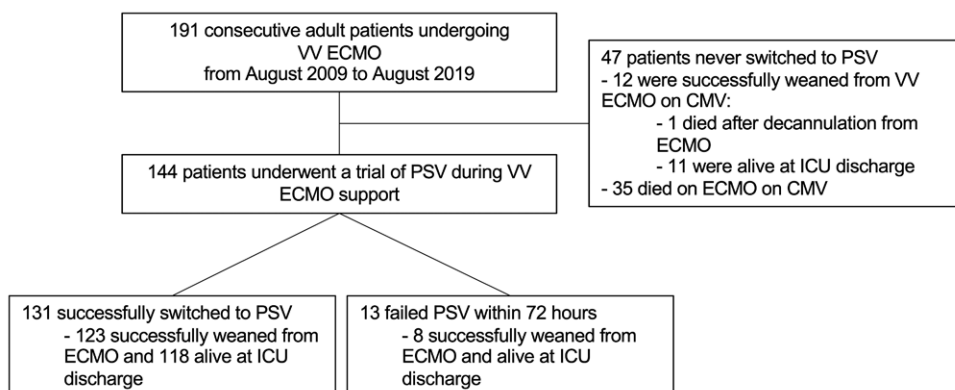 191 consecutive adult patients undergoing
VV ECMO
from August 2009 to August 2019
47 patients never switched to PSV
- 12 were successfully weaned from VV
ECMO on CMV:
- 1 died after decannulation from
ECMO
- 11 were alive at ICU discharge
- 35 died on ECMO on CMV
144 patients underwent a trial of PSV during VV
ECMO support
131 successfully switched to PSV
- 123 successfully weaned from
ECMO and 118 alive at ICU
discharge
13 failed PSV within 72 hours
- 8 successfully weaned from
ECMO and alive at ICU
discharge